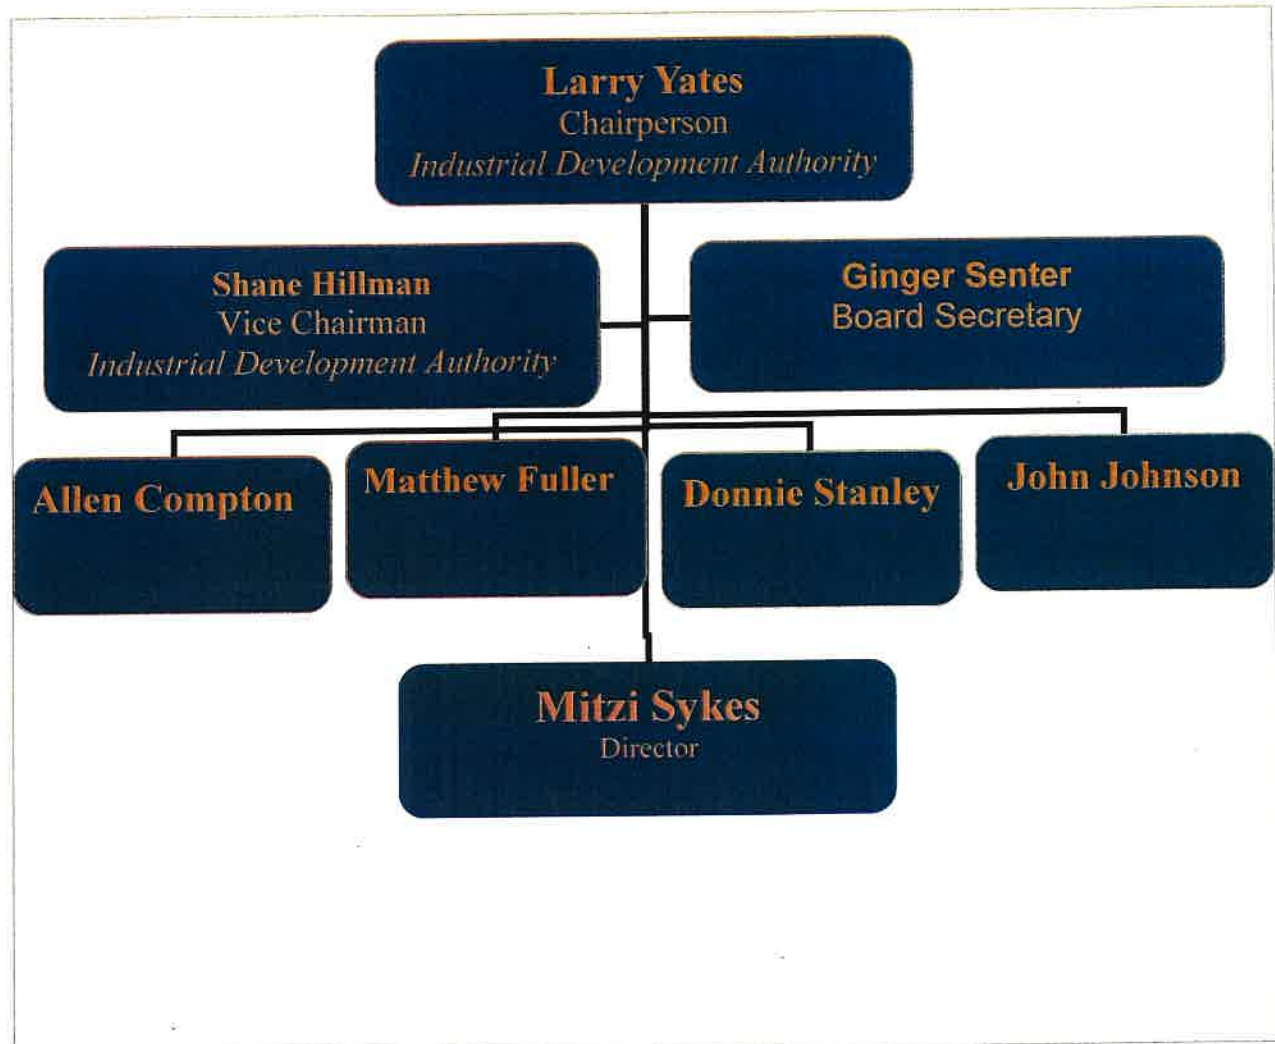 Larry Yates
Chairperson
Industrial Development Authority
Shane Hillman
Vice Chairman
Industrial Development Authority
Ginger Senter
Board Secretary
Allen Compton
Matthew Fuller
Donnie Stanley
John Johnson
Mitzi Sykes
Director